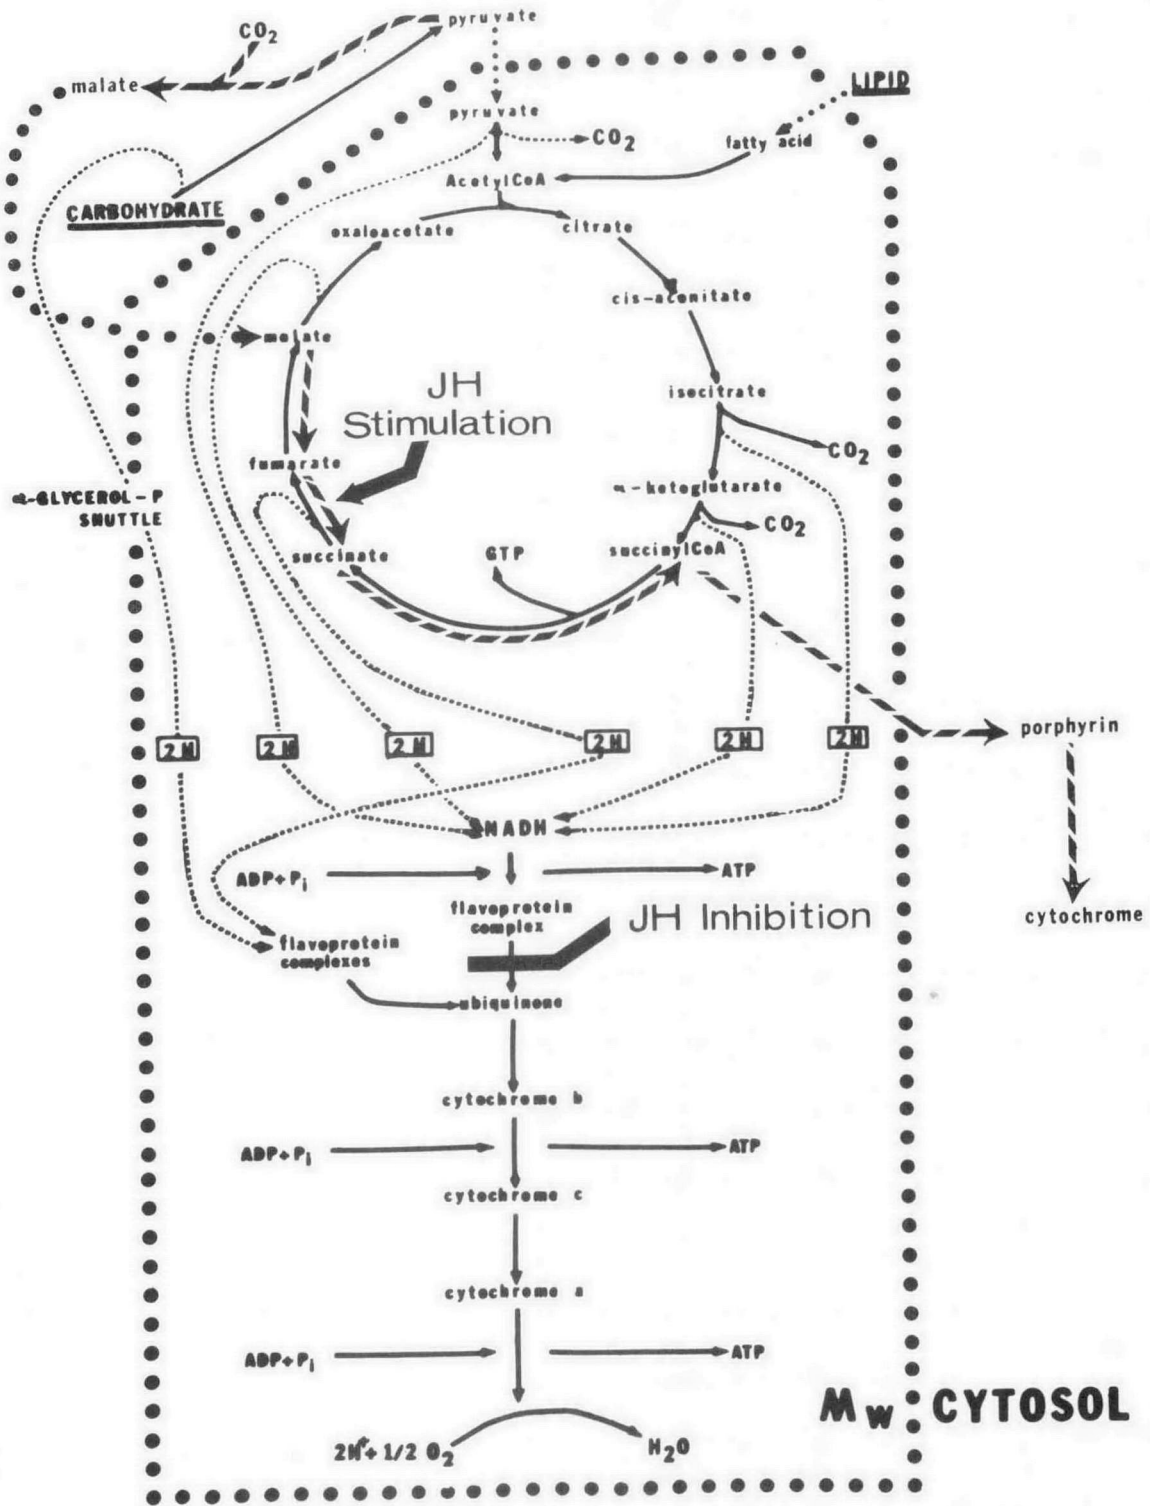 pyruvate
CO2
malate
LIPID
pyruvate
CO2
fatty acid
AcetylCoA
CARBOHYDRATE
oxaloacetate
citrate
cis-aconitate
malate
JH
Stimulation
isocitrate
CO2
fumarate
α-ketoglutarate
α-GLYCEROL-P
SHUTTLE
CO2
succinate
GTP
succinylCoA
porphyrin
2H
2H
2H
2H
2H
2H
NADH
ADP+Pi
ATP
flavoprotein
complex
JH Inhibition
cytochrome
flavoprotein
complexes
ubiquinone
cytochrome b
ADP+Pi
ATP
cytochrome c
cytochrome a
ADP+Pi
ATP
MW
CYTOSOL
2H++ 1/2 O2
H2O